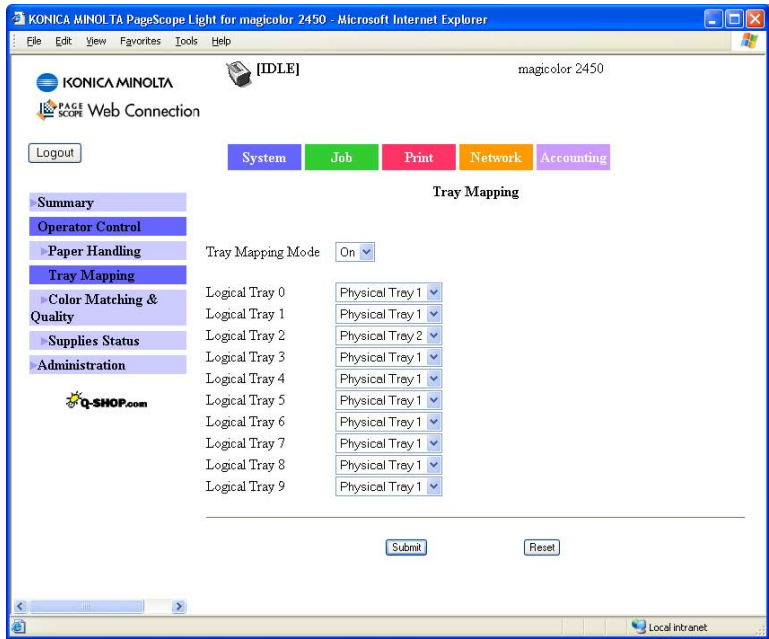 KONICA MINOLTA PageScope Light for magicolor 2450 - Microsoft Internet Explorer
File Edit View Favorites Tools Help
KONICA MINOLTA
[IDLE]
magicolor 2450
PAGE SCOPE Web Connection
Logout
System Job Print Network Accounting
Tray Mapping
Summary
Operator Control
Paper Handling
Tray Mapping
Color Matching &
Quality
Supplies Status
Administration
Q-SHOP.com
Tray Mapping Mode On
Logical Tray 0 Physical Tray 1
Logical Tray 1 Physical Tray 1
Logical Tray 2 Physical Tray 2
Logical Tray 3 Physical Tray 1
Logical Tray 4 Physical Tray 1
Logical Tray 5 Physical Tray 1
Logical Tray 6 Physical Tray 1
Logical Tray 7 Physical Tray 1
Logical Tray 8 Physical Tray 1
Logical Tray 9 Physical Tray 1
Submit Reset
Local intranet